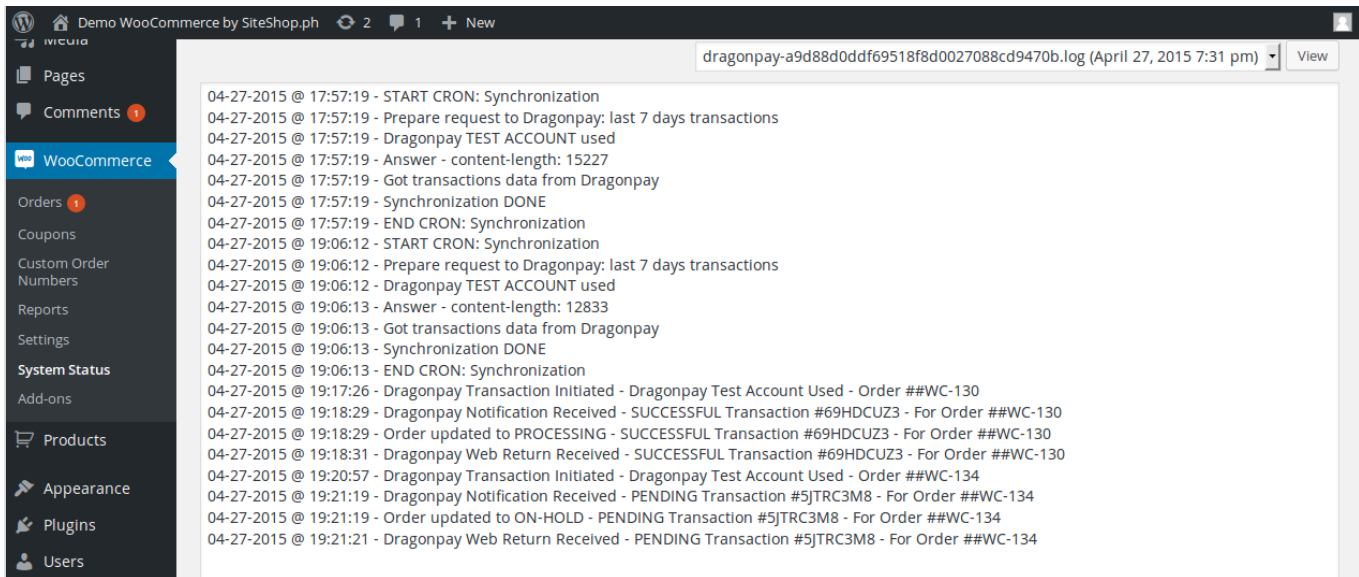 Demo WooCommerce by SiteShop.ph 2 1 + New
Media
dragonpay-a9d88d0ddf69518f8d0027088cd9470b.log (April 27, 2015 7:31 pm) View
Pages
Comments 1
WooCommerce
Orders 1
Coupons
Custom Order
Numbers
Reports
Settings
System Status
Add-ons
Products
Appearance
Plugins
Users
04-27-2015 @ 17:57:19 - START CRON: Synchronization
04-27-2015 @ 17:57:19 - Prepare request to Dragonpay: last 7 days transactions
04-27-2015 @ 17:57:19 - Dragonpay TEST ACCOUNT used
04-27-2015 @ 17:57:19 - Answer - content-length: 15227
04-27-2015 @ 17:57:19 - Got transactions data from Dragonpay
04-27-2015 @ 17:57:19 - Synchronization DONE
04-27-2015 @ 17:57:19 - END CRON: Synchronization
04-27-2015 @ 19:06:12 - START CRON: Synchronization
04-27-2015 @ 19:06:12 - Prepare request to Dragonpay: last 7 days transactions
04-27-2015 @ 19:06:12 - Dragonpay TEST ACCOUNT used
04-27-2015 @ 19:06:13 - Answer - content-length: 12833
04-27-2015 @ 19:06:13 - Got transactions data from Dragonpay
04-27-2015 @ 19:06:13 - Synchronization DONE
04-27-2015 @ 19:06:13 - END CRON: Synchronization
04-27-2015 @ 19:17:26 - Dragonpay Transaction Initiated - Dragonpay Test Account Used - Order ##WC-130
04-27-2015 @ 19:18:29 - Dragonpay Notification Received - SUCCESSFUL Transaction #69HDCUZ3 - For Order ##WC-130
04-27-2015 @ 19:18:29 - Order updated to PROCESSING - SUCCESSFUL Transaction #69HDCUZ3 - For Order ##WC-130
04-27-2015 @ 19:18:31 - Dragonpay Web Return Received - SUCCESSFUL Transaction #69HDCUZ3 - For Order ##WC-130
04-27-2015 @ 19:20:57 - Dragonpay Transaction Initiated - Dragonpay Test Account Used - Order ##WC-134
04-27-2015 @ 19:21:19 - Dragonpay Notification Received - PENDING Transaction #5JTRC3M8 - For Order ##WC-134
04-27-2015 @ 19:21:19 - Order updated to ON-HOLD - PENDING Transaction #5JTRC3M8 - For Order ##WC-134
04-27-2015 @ 19:21:21 - Dragonpay Web Return Received - PENDING Transaction #5JTRC3M8 - For Order ##WC-134